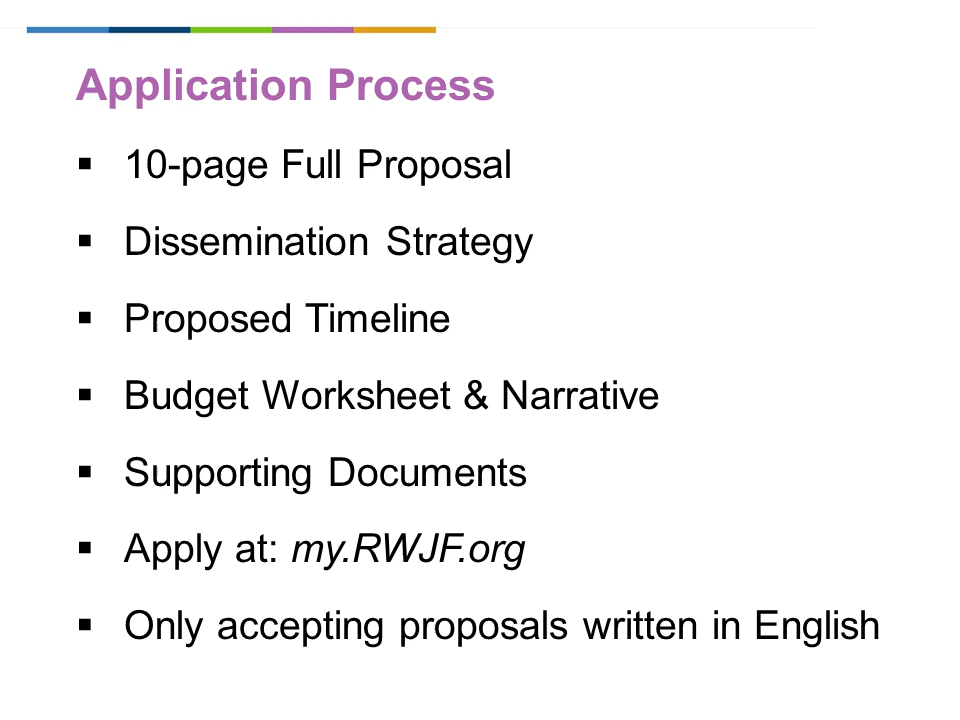 Application Process
▪ 10-page Full Proposal
▪ Dissemination Strategy
▪ Proposed Timeline
▪ Budget Worksheet & Narrative
▪ Supporting Documents
▪ Apply at: my.RWJF.org
▪ Only accepting proposals written in English